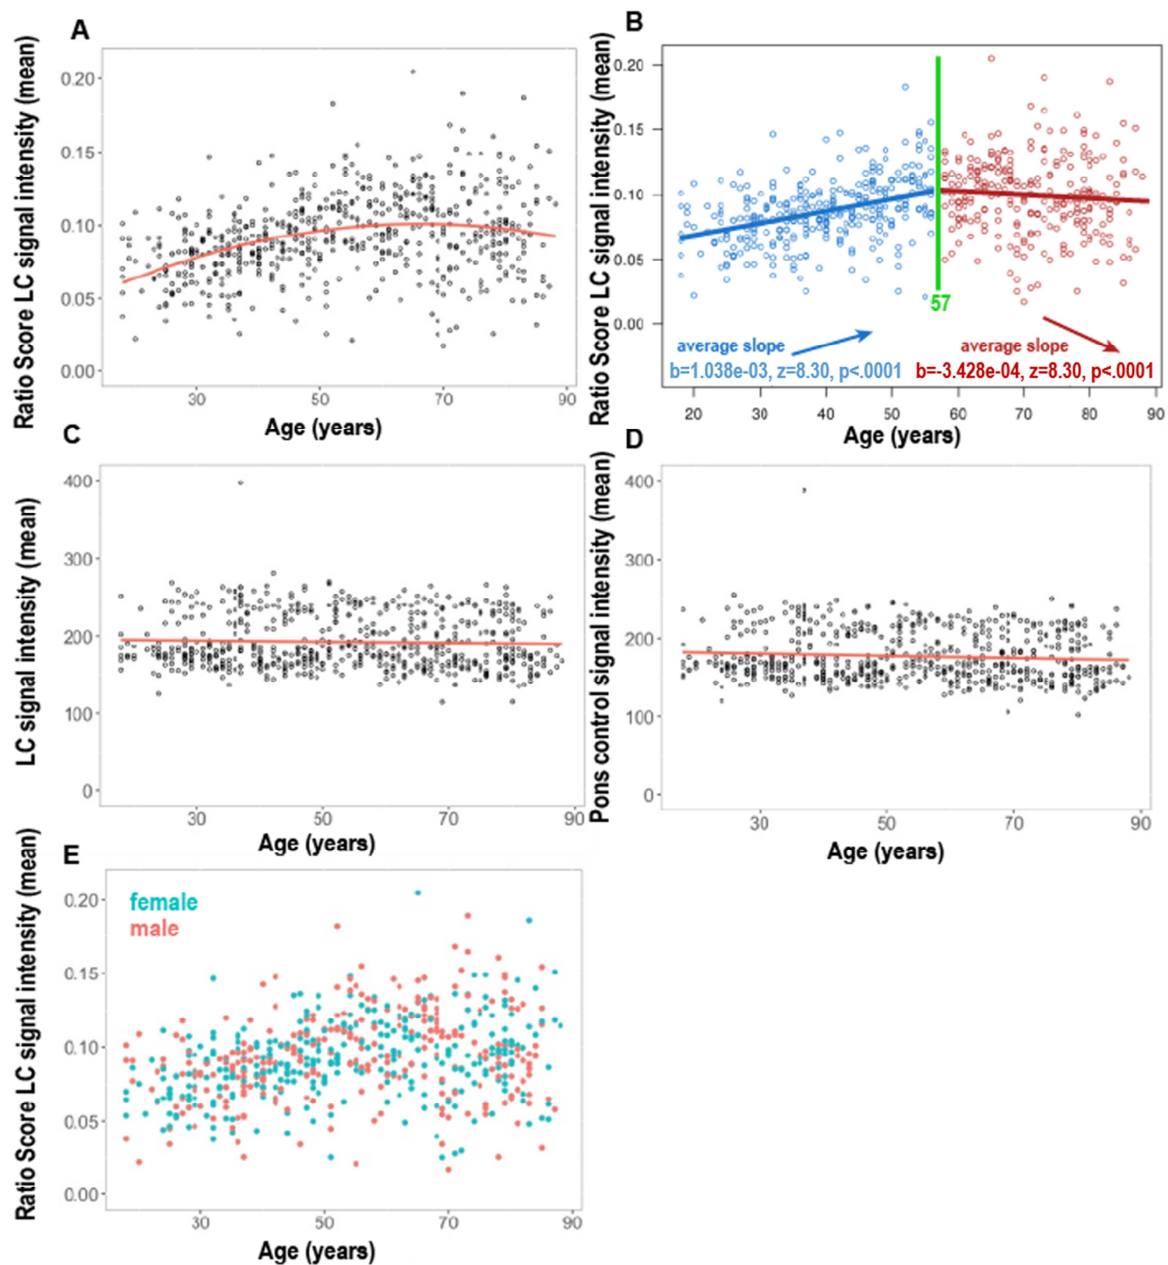 A
Ratio Score LC signal intensity (mean)
0.20
0.15
0.10
0.05
0.00
30 50 70 90
Age (years)
B
Ratio Score LC signal intensity (mean)
0.20
0.15
0.10
0.05
0.00
57
average slope average slope
b=1.038e-03, z=8.30, p<.0001 b=-3.428e-04, z=8.30, p<.0001
20 30 40 50 60 70 80 90
Age (years)
C
LC signal intensity (mean)
400
300
200
100
0
30 50 70 90
Age (years)
D
Pons control signal intensity (mean)
400
300
200
100
0
30 50 70 90
Age (years)
E
Ratio Score LC signal intensity (mean)
female
male
0.20
0.15
0.10
0.05
0.00
30 50 70 90
Age (years)